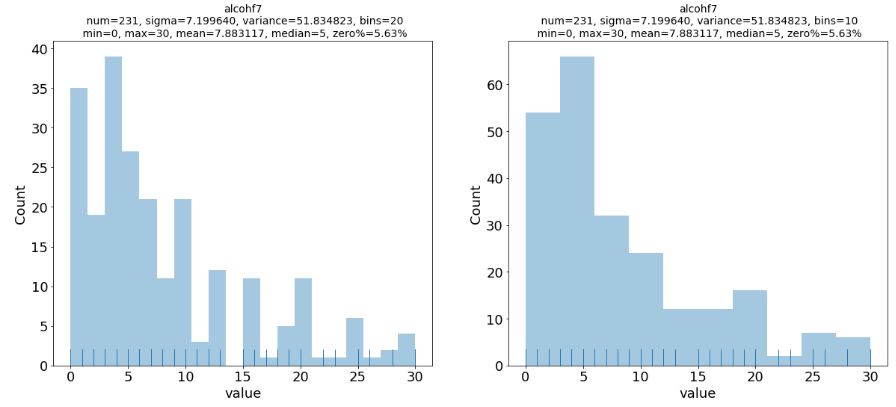 alcohf7
num=231, sigma=7.199640, variance=51.834823, bins=20
min=0, max=30, mean=7.883117, median=5, zero%=5.63%
40
35
30
25
20
15
10
5
0
Count
0 5 10 15 20 25 30
value
alcohf7
num=231, sigma=7.199640, variance=51.834823, bins=10
min=0, max=30, mean=7.883117, median=5, zero%=5.63%
60
50
40
30
20
10
0
Count
0 5 10 15 20 25 30
value